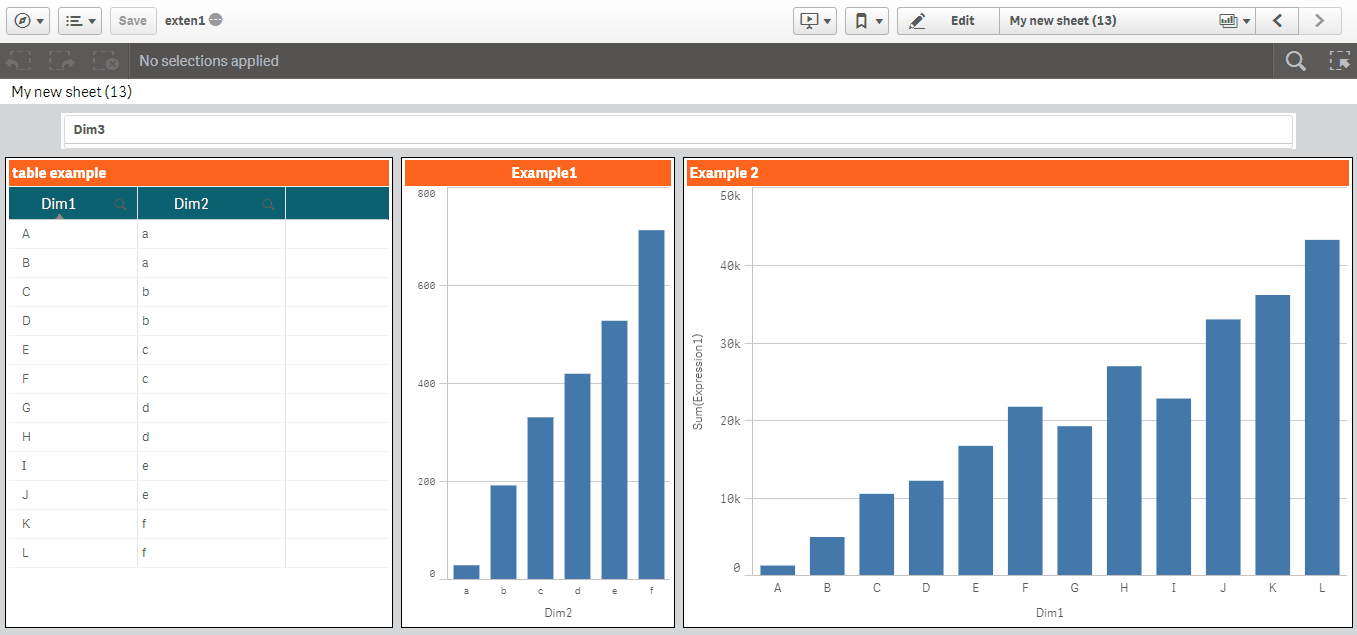 Save exten1 Edit My new sheet (13)
No selections applied
My new sheet (13)
Dim3
table example
Dim1 Dim2
A a
B a
C b
D b
E c
F c
G d
H d
I e
J e
K f
L f
Example1
800
600
400
200
0
a b c d e f
Dim2
Example 2
Sum(Expression1)
50k
40k
30k
20k
10k
0
A B C D E F G H I J K L
Dim1